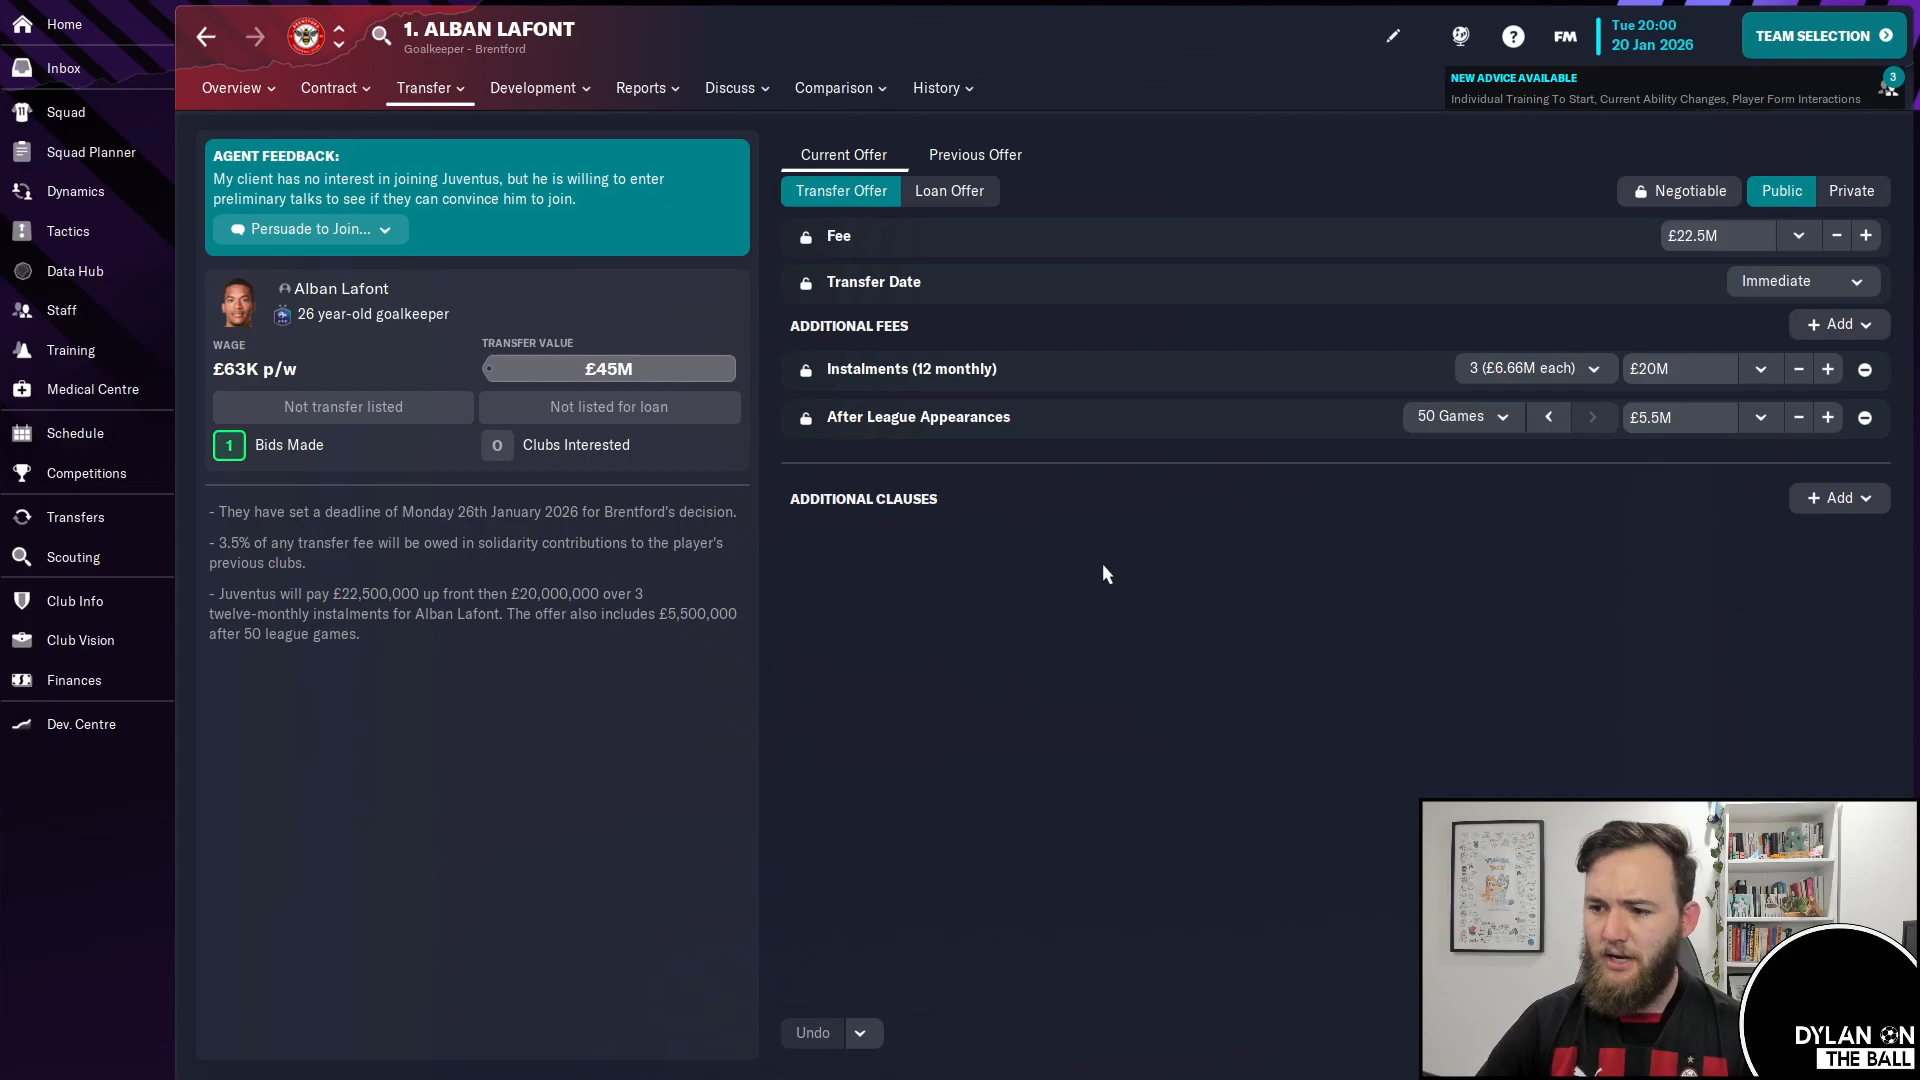 Home
Inbox
Squad
Squad Planner
Dynamics
Tactics
Data Hub
Staff
Training
Medical Centre
Schedule
Competitions
Transfers
Scouting
Club Info
Club Vision
Finances
Dev. Centre
1. ALBAN LAFONT
Goalkeeper - Brentford
FM
Tue 20:00
20 Jan 2026
TEAM SELECTION
Overview
Contract
Transfer
Development
Reports
Discuss
Comparison
History
NEW ADVICE AVAILABLE
3
Individual Training To Start, Current Ability Changes, Player Form Interactions
AGENT FEEDBACK:
My client has no interest in joining Juventus, but he is willing to enter
preliminary talks to see if they can convince him to join.
Persuade to Join...
Alban Lafont
26 year-old goalkeeper
WAGE
£63K p/w
TRANSFER VALUE
£45M
Not transfer listed
Not listed for loan
1 Bids Made
0 Clubs Interested
- They have set a deadline of Monday 26th January 2026 for Brentford's decision.
- 3.5% of any transfer fee will be owed in solidarity contributions to the player's
previous clubs.
- Juventus will pay £22,500,000 up front then £20,000,000 over 3
twelve-monthly instalments for Alban Lafont. The offer also includes £5,500,000
after 50 league games.
Current Offer
Previous Offer
Transfer Offer
Loan Offer
Negotiable
Public
Private
Fee
£22.5M
Transfer Date
Immediate
ADDITIONAL FEES
+ Add
Instalments (12 monthly)
3 (£6.66M each)
£20M
After League Appearances
50 Games
£5.5M
ADDITIONAL CLAUSES
+ Add
Undo
DYLAN ON
THE BALL